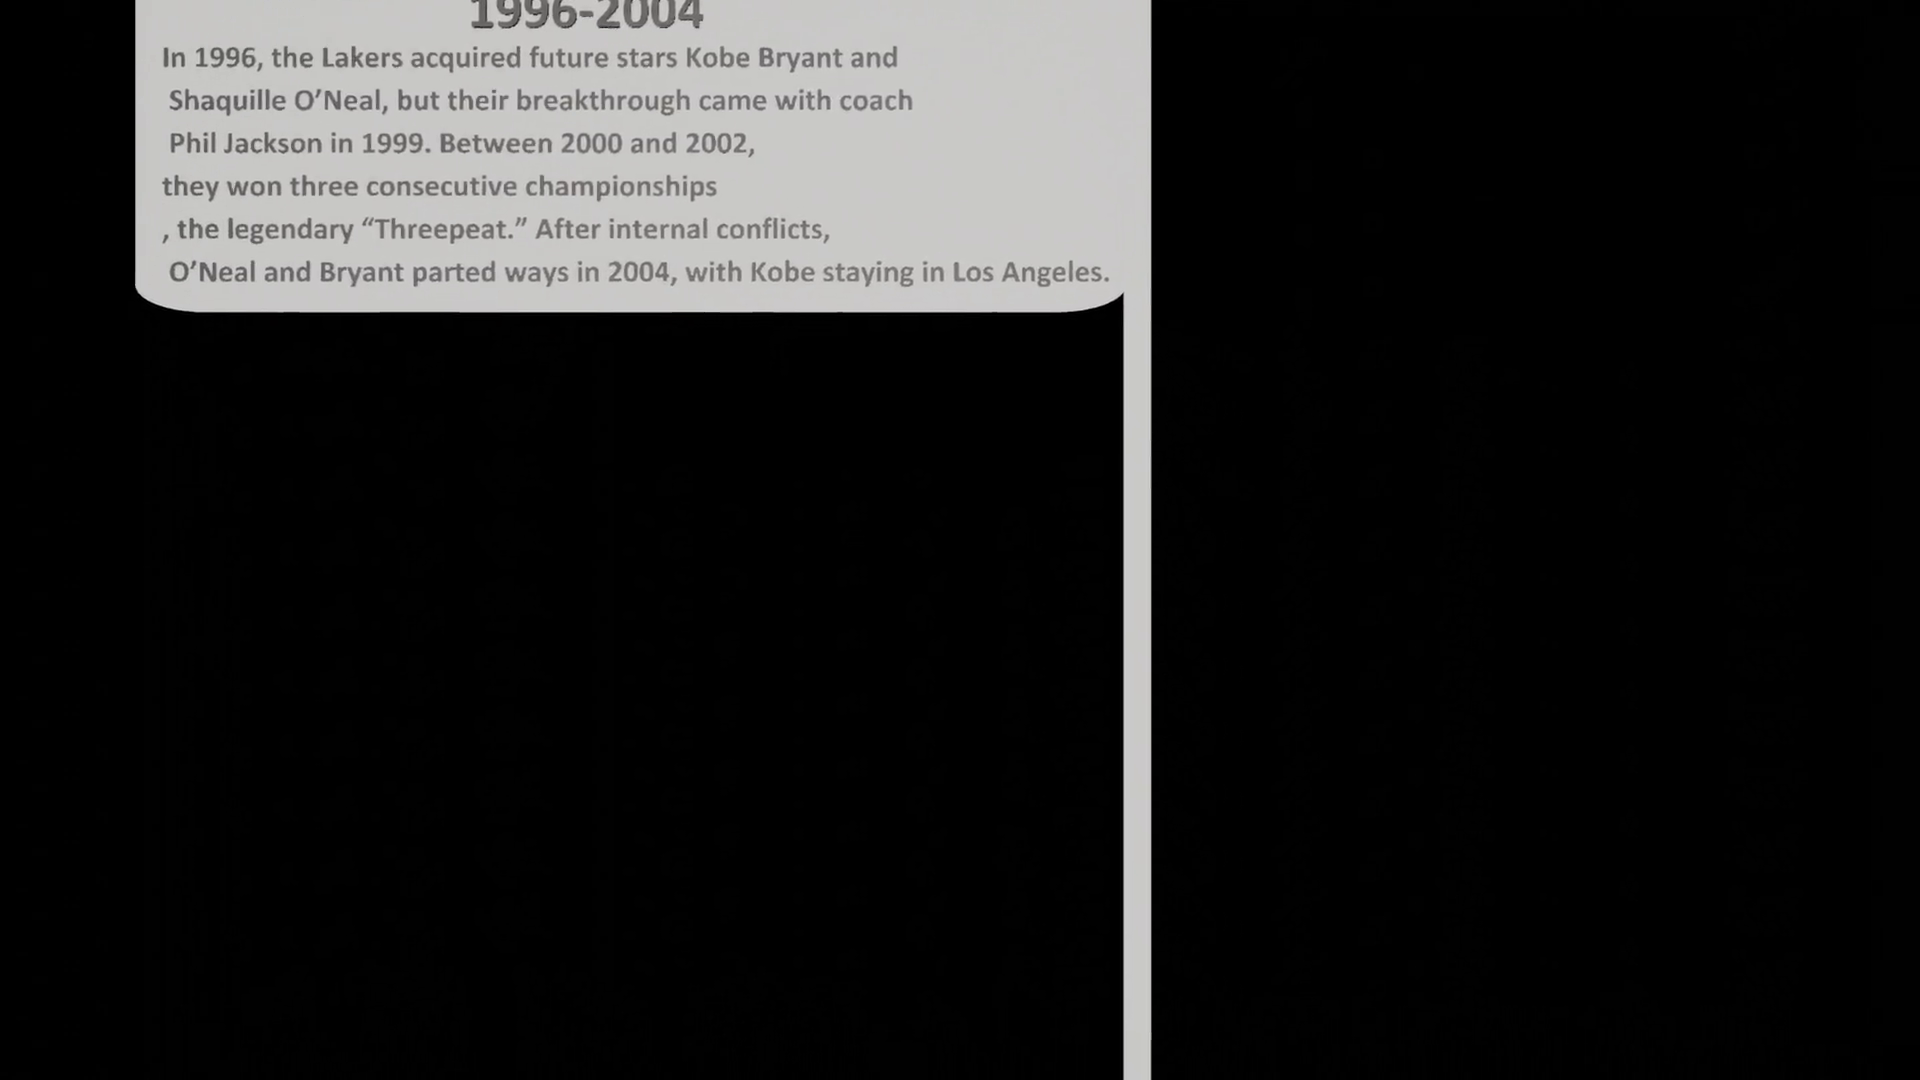 1996-2004
In 1996, the Lakers acquired future stars Kobe Bryant and
Shaquille O’Neal, but their breakthrough came with coach
Phil Jackson in 1999. Between 2000 and 2002,
they won three consecutive championships
, the legendary “Threepeat.” After internal conflicts,
O’Neal and Bryant parted ways in 2004, with Kobe staying in Los Angeles.